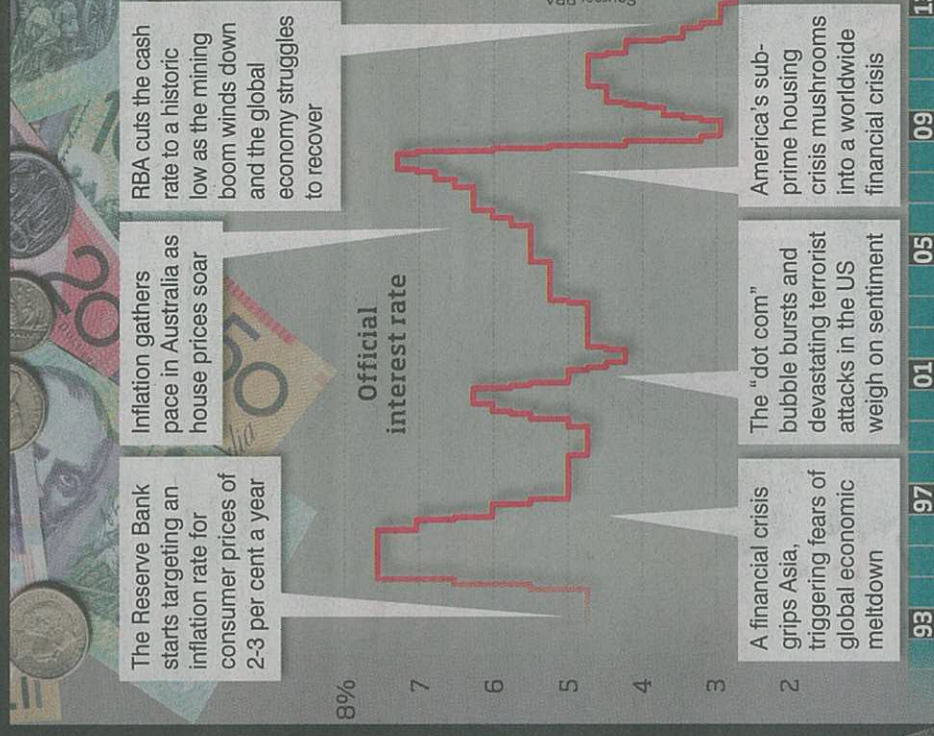 The Reserve Bank
starts targeting an
inflation rate for
consumer prices of
2-3 per cent a year
Inflation gathers
pace in Australia as
house prices soar
RBA cuts the cash
rate to a historic
low as the mining
boom winds down
and the global
economy struggles
to recover
20
50
lia
Official
interest rate
8%
7
6
5
4
3
2
A financial crisis
grips Asia,
triggering fears of
global economic
meltdown
The "dot com"
bubble bursts and
devastating terrorist
attacks in the US
weigh on sentiment
America's sub-
prime housing
crisis mushrooms
into a worldwide
financial crisis
93
97
01
05
09